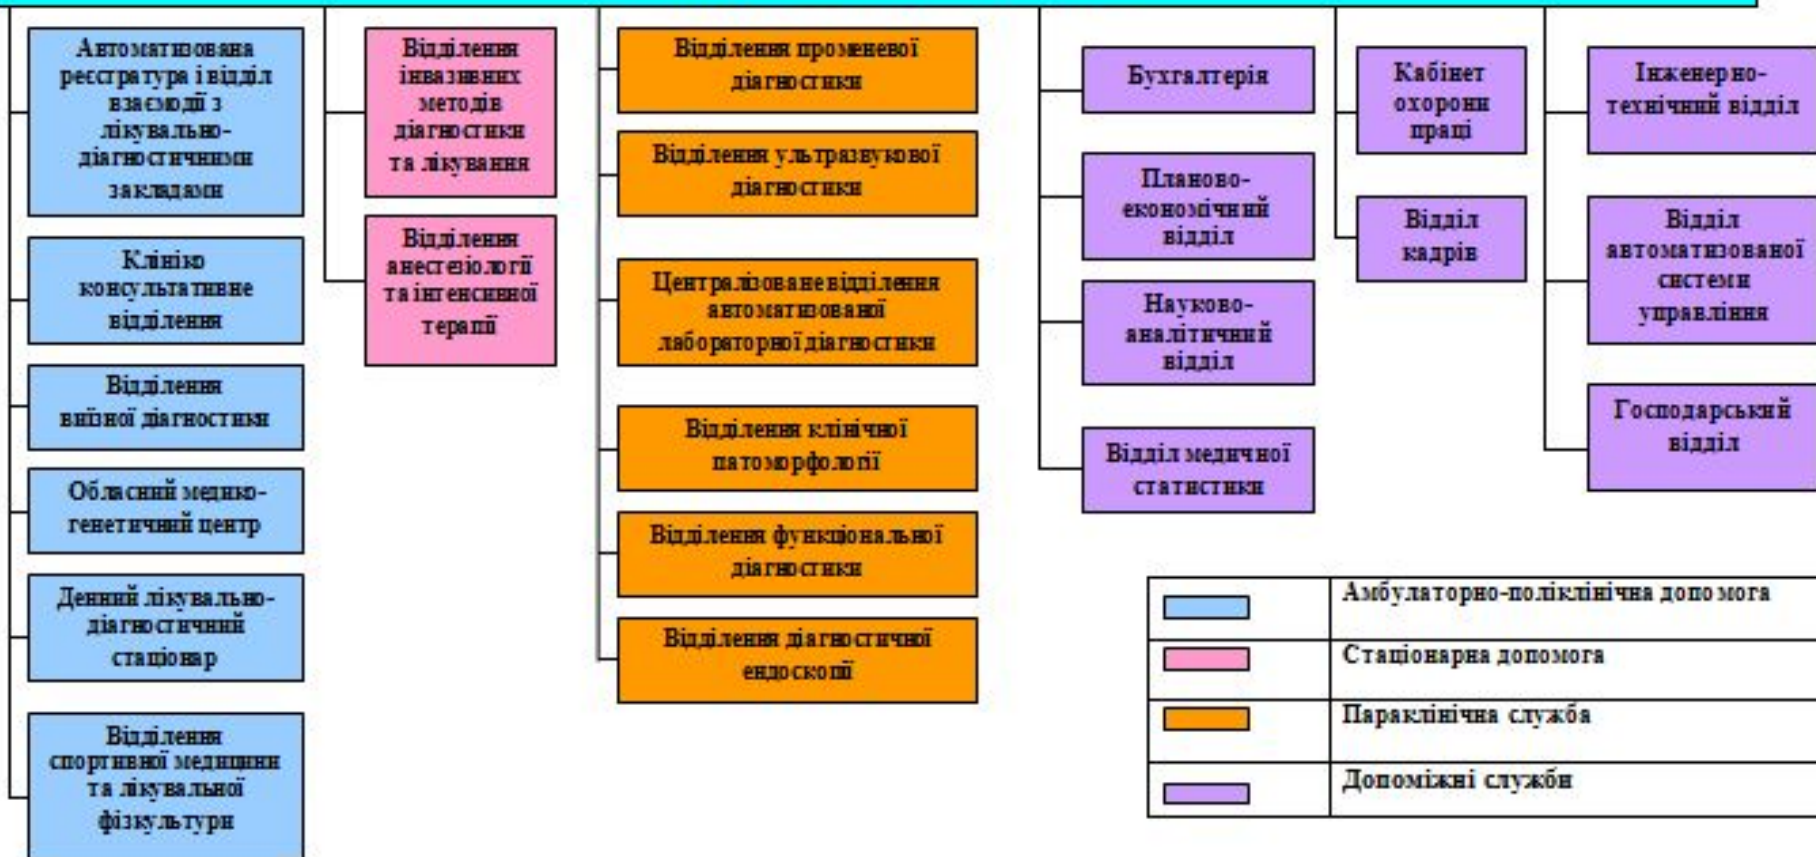 Автоматизована
реєстратура і відділ
взаємодії з
лікувально-
діагностичними
закладами
Клініко
консультативне
відділення
Відділення
виїзної діагностики
Обласний медико-
генетичний центр
Денний лікувально-
діагностичний
стаціонар
Відділення
спортивної медицини
та лікувальної
фізкультури
Відділення
інвазивних
методів
діагностики
та лікування
Відділення
анестезіології
та інтенсивної
терапії
Відділення променевої
діагностики
Відділення ультразвукової
діагностики
Централізоване відділення
автоматизованої
лабораторної діагностики
Відділення клінічної
патоморфології
Відділення функціональної
діагностики
Відділення діагностичної
ендоскопії
Бухгалтерія
Планово-
економічний
відділ
Науково-
аналітичний
відділ
Відділ медичної
статистики
Кабінет
охорони
праці
Відділ
кадрів
Інженерно-
технічний відділ
Відділ
автоматизованої
системи
управління
Господарський
відділ
Амбулаторно-поліклінічна допомога
Стаціонарна допомога
Параклінічна служба
Допоміжні служби